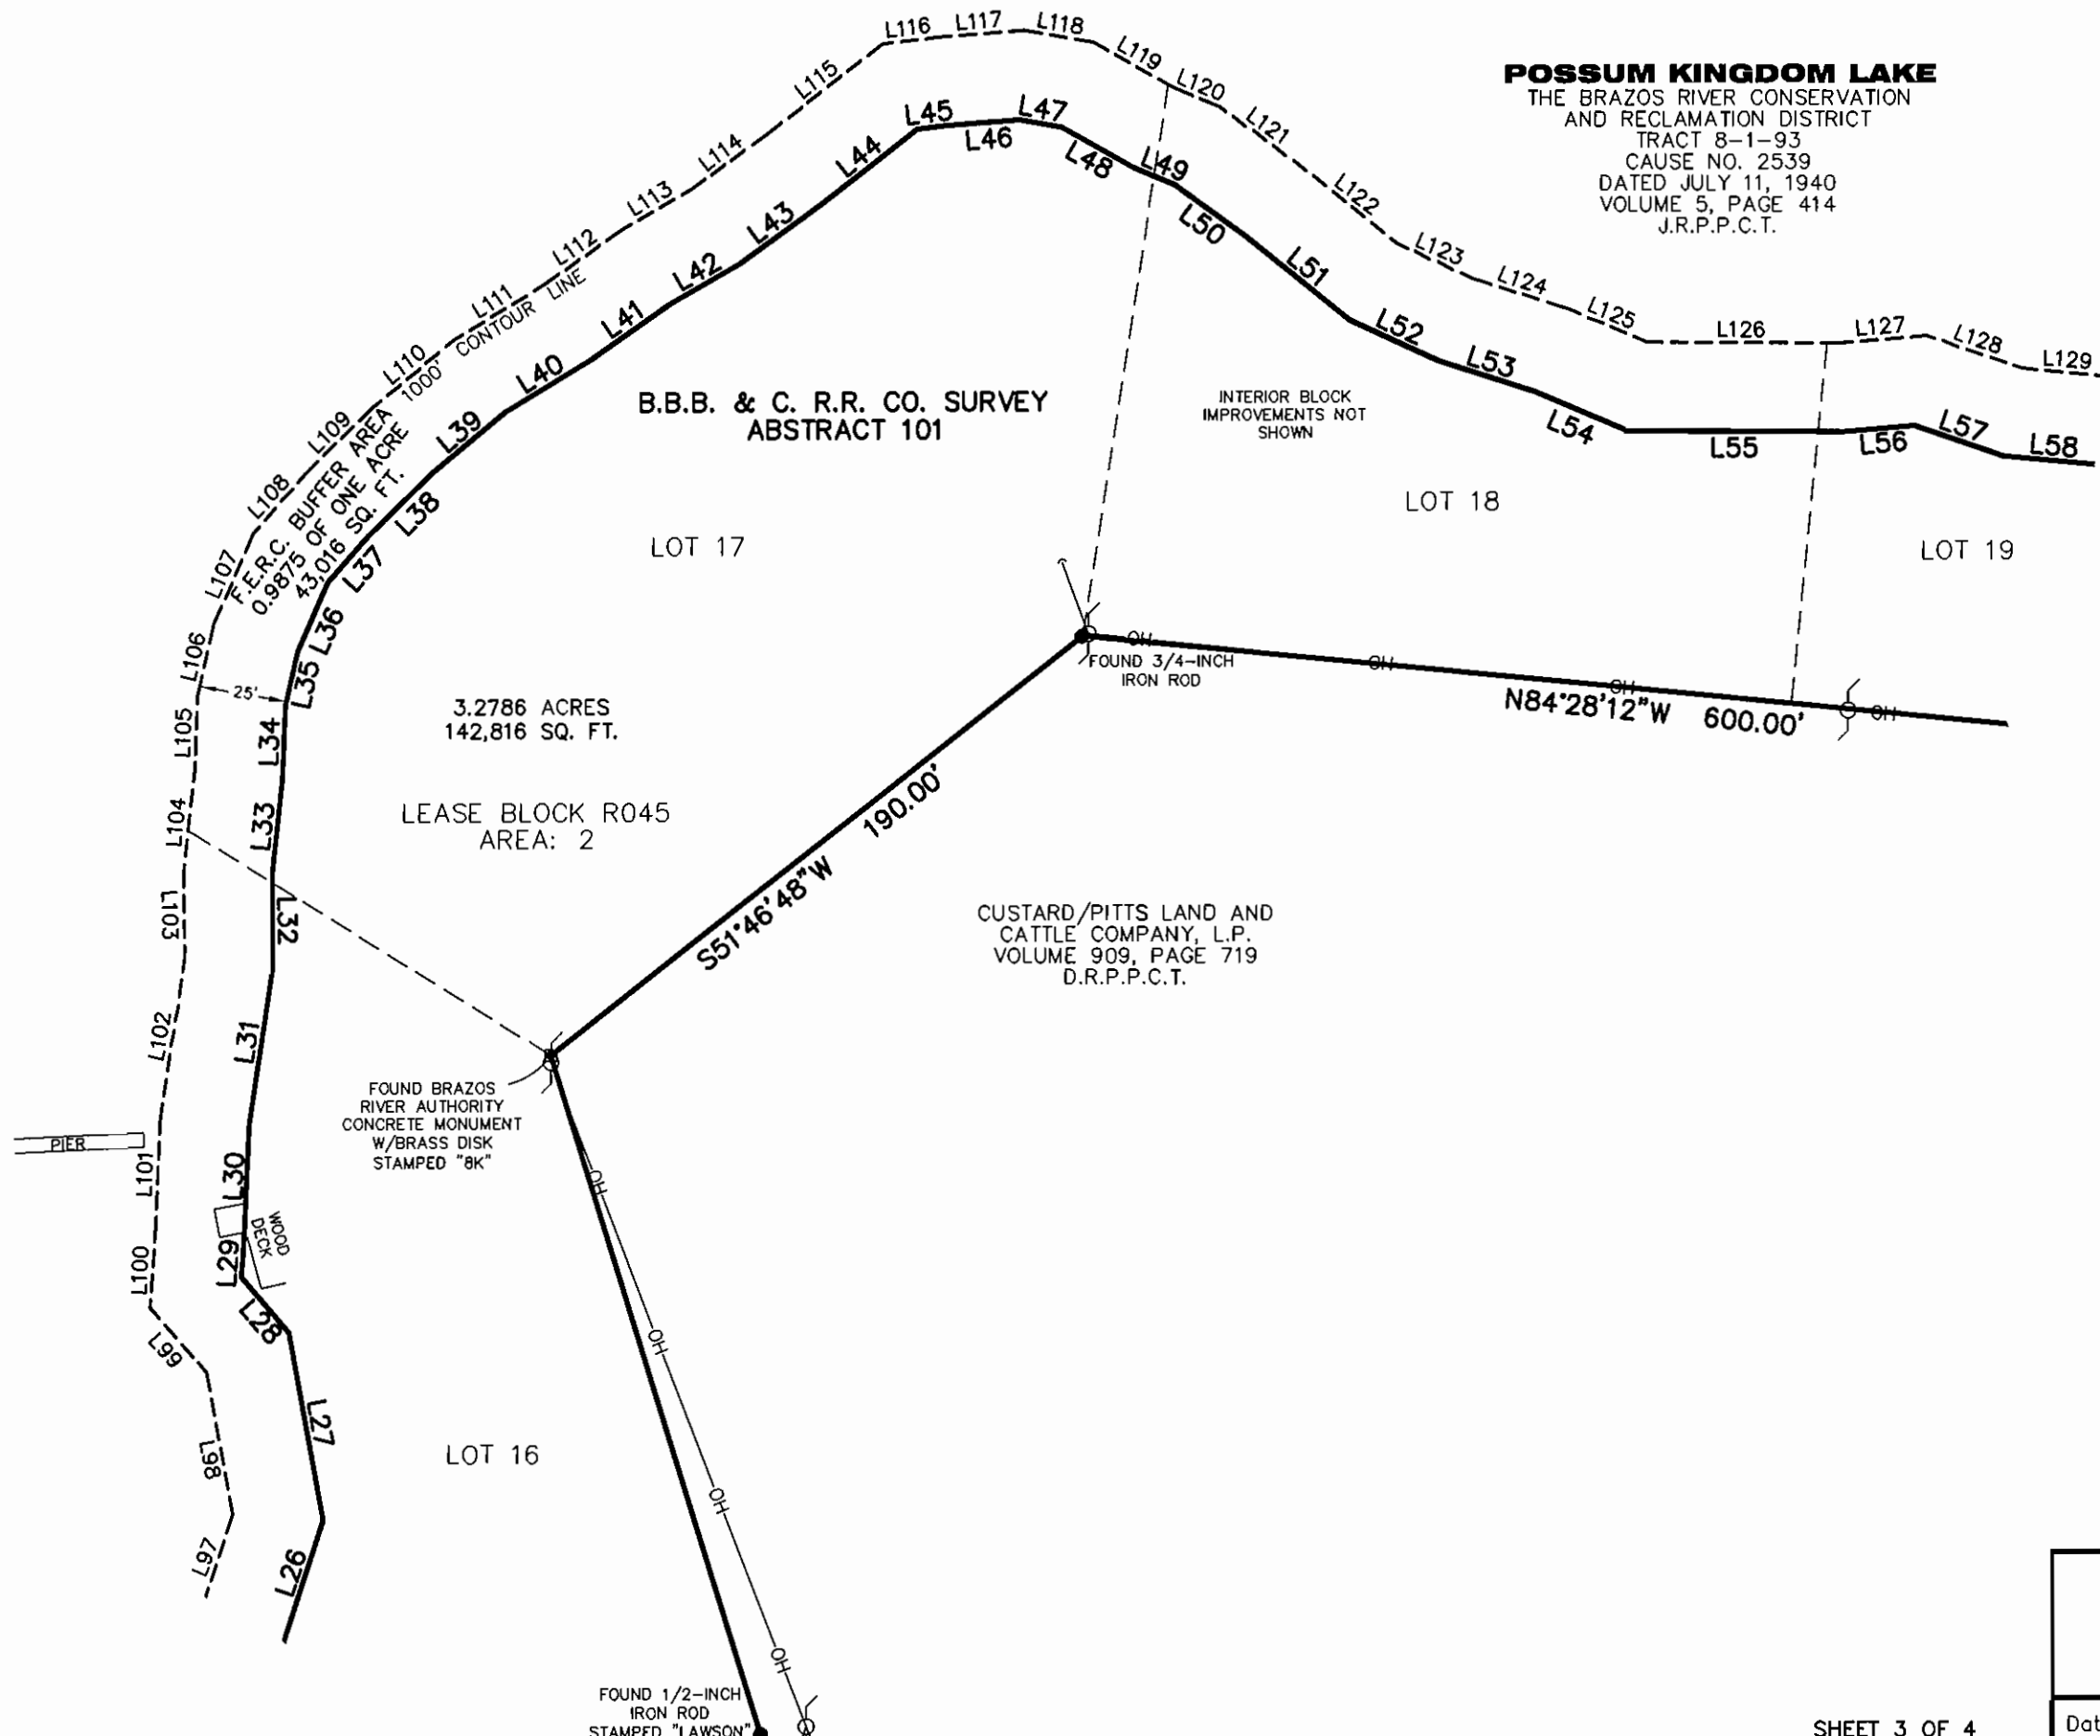 POSSUM KINGDOM LAKE
THE BRAZOS RIVER CONSERVATION
AND RECLAMATION DISTRICT
TRACT 8-1-93
CAUSE NO. 2539
DATED JULY 11, 1940
VOLUME 5, PAGE 414
J.R.P.P.C.T.
L116
L117
L118
L119
L120
L121
L122
L123
L124
L125
L126
L127
L128
L129
L115
L114
L113
L112
L111
L110
L109
L108
L107
L106
L105
L104
L103
L102
L101
L100
L99
L98
L97
L45
L46
L47
L48
L49
L50
L51
L52
L53
L54
L55
L56
L57
L58
L44
L43
L42
L41
L40
L39
L38
L37
L36
L35
L34
L33
L32
L31
L30
L29
L28
L27
L26
1000' CONTOUR LINE
F.E.R.C. BUFFER AREA
0.9875 OF ONE ACRE
43,016 SQ. FT.
B.B.B. & C. R.R. CO. SURVEY
ABSTRACT 101
INTERIOR BLOCK
IMPROVEMENTS NOT
SHOWN
LOT 17
LOT 18
LOT 19
25'
3.2786 ACRES
142,816 SQ. FT.
LEASE BLOCK R045
AREA: 2
FOUND 3/4-INCH
IRON ROD
OH
OH
OH
OH
N84°28'12"W 600.00'
S51°46'48"W 190.00'
CUSTARD/PITTS LAND AND
CATTLE COMPANY, L.P.
VOLUME 909, PAGE 719
D.R.P.P.C.T.
FOUND BRAZOS
RIVER AUTHORITY
CONCRETE MONUMENT
W/BRASS DISK
STAMPED "8K"
PIER
WOOD
DECK
OH
OH
OH
OH
LOT 16
FOUND 1/2-INCH
IRON ROD
STAMPED "LAWSON"
SHEET 3 OF 4
Dat